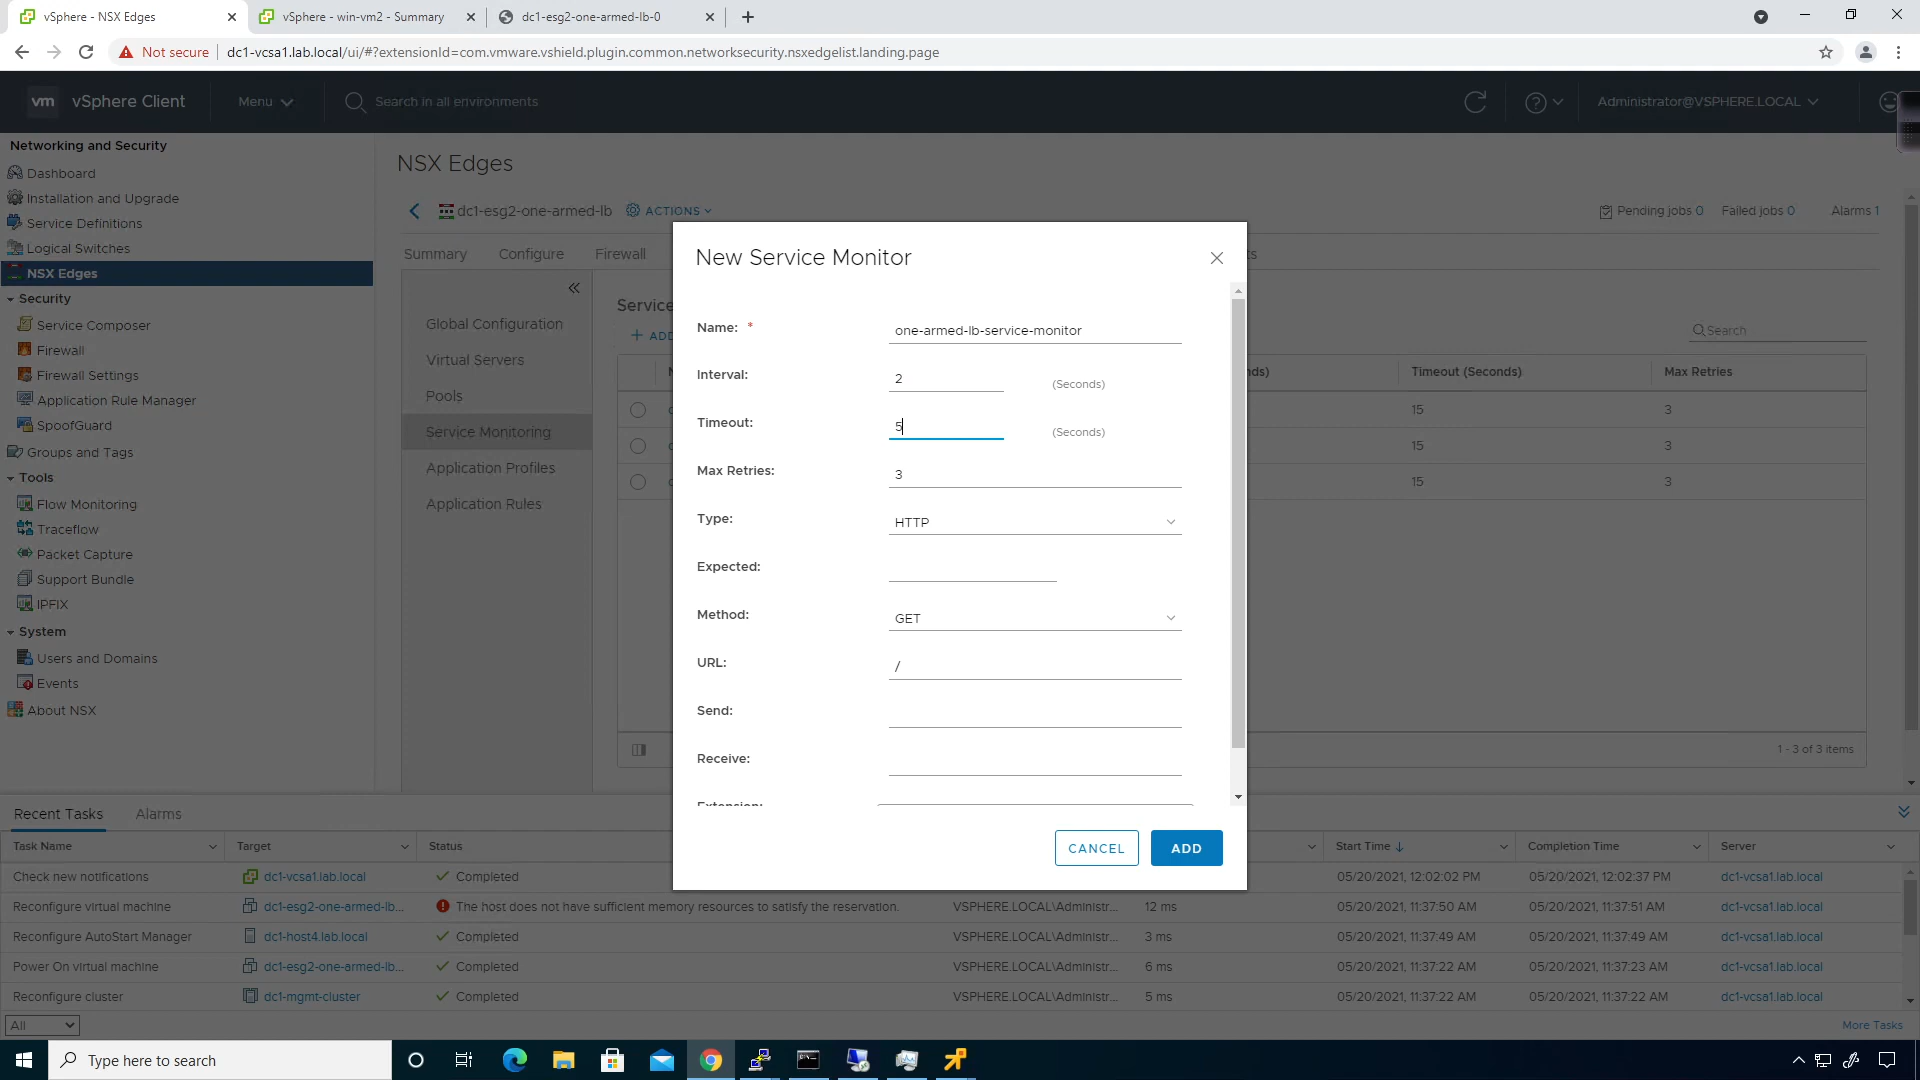 vSphere - NSX Edges
vSphere - win-vm2 - Summary
dc1-esg2-one-armed-lb-0
Not secure
dc1-vcsa1.lab.local/ui/#?extensionId=com.vmware.vshield.plugin.common.networksecurity.nsxedgelist.landing.page
vm vSphere Client
Menu
Search in all environments
Administrator@VSPHERE.LOCAL
Networking and Security
Dashboard
Installation and Upgrade
Service Definitions
Logical Switches
NSX Edges
Security
Service Composer
Firewall
Firewall Settings
Application Rule Manager
SpoofGuard
Groups and Tags
Tools
Flow Monitoring
Traceflow
Packet Capture
Support Bundle
IPFIX
System
Users and Domains
Events
About NSX
NSX Edges
dc1-esg2-one-armed-lb
ACTIONS
Pending jobs 0
Failed jobs 0
Alarms 1
Summary
Configure
Firewall
ts
Global Configuration
Virtual Servers
Pools
Service Monitoring
Application Profiles
Application Rules
Service
+ ADD
Search
nds)
Timeout (Seconds)
Max Retries
15 3
15 3
15 3
1 - 3 of 3 items
New Service Monitor
Name: * one-armed-lb-service-monitor
Interval: 2 (Seconds)
Timeout: 5 (Seconds)
Max Retries: 3
Type: HTTP
Expected:
Method: GET
URL: /
Send:
Receive:
Extension:
CANCEL
ADD
Recent Tasks
Alarms
Task Name Target Status Start Time Completion Time Server
Check new notifications dc1-vcsa1.lab.local Completed 05/20/2021, 12:02:02 PM 05/20/2021, 12:02:37 PM dc1-vcsa1.lab.local
Reconfigure virtual machine dc1-esg2-one-armed-lb... The host does not have sufficient memory resources to satisfy the reservation. VSPHERE.LOCAL\Administr... 12 ms 05/20/2021, 11:37:50 AM 05/20/2021, 11:37:51 AM dc1-vcsa1.lab.local
Reconfigure AutoStart Manager dc1-host4.lab.local Completed VSPHERE.LOCAL\Administr... 3 ms 05/20/2021, 11:37:49 AM 05/20/2021, 11:37:49 AM dc1-vcsa1.lab.local
Power On virtual machine dc1-esg2-one-armed-lb... Completed VSPHERE.LOCAL\Administr... 6 ms 05/20/2021, 11:37:22 AM 05/20/2021, 11:37:23 AM dc1-vcsa1.lab.local
Reconfigure cluster dc1-mgmt-cluster Completed VSPHERE.LOCAL\Administr... 5 ms 05/20/2021, 11:37:22 AM 05/20/2021, 11:37:22 AM dc1-vcsa1.lab.local
All
More Tasks
Type here to search